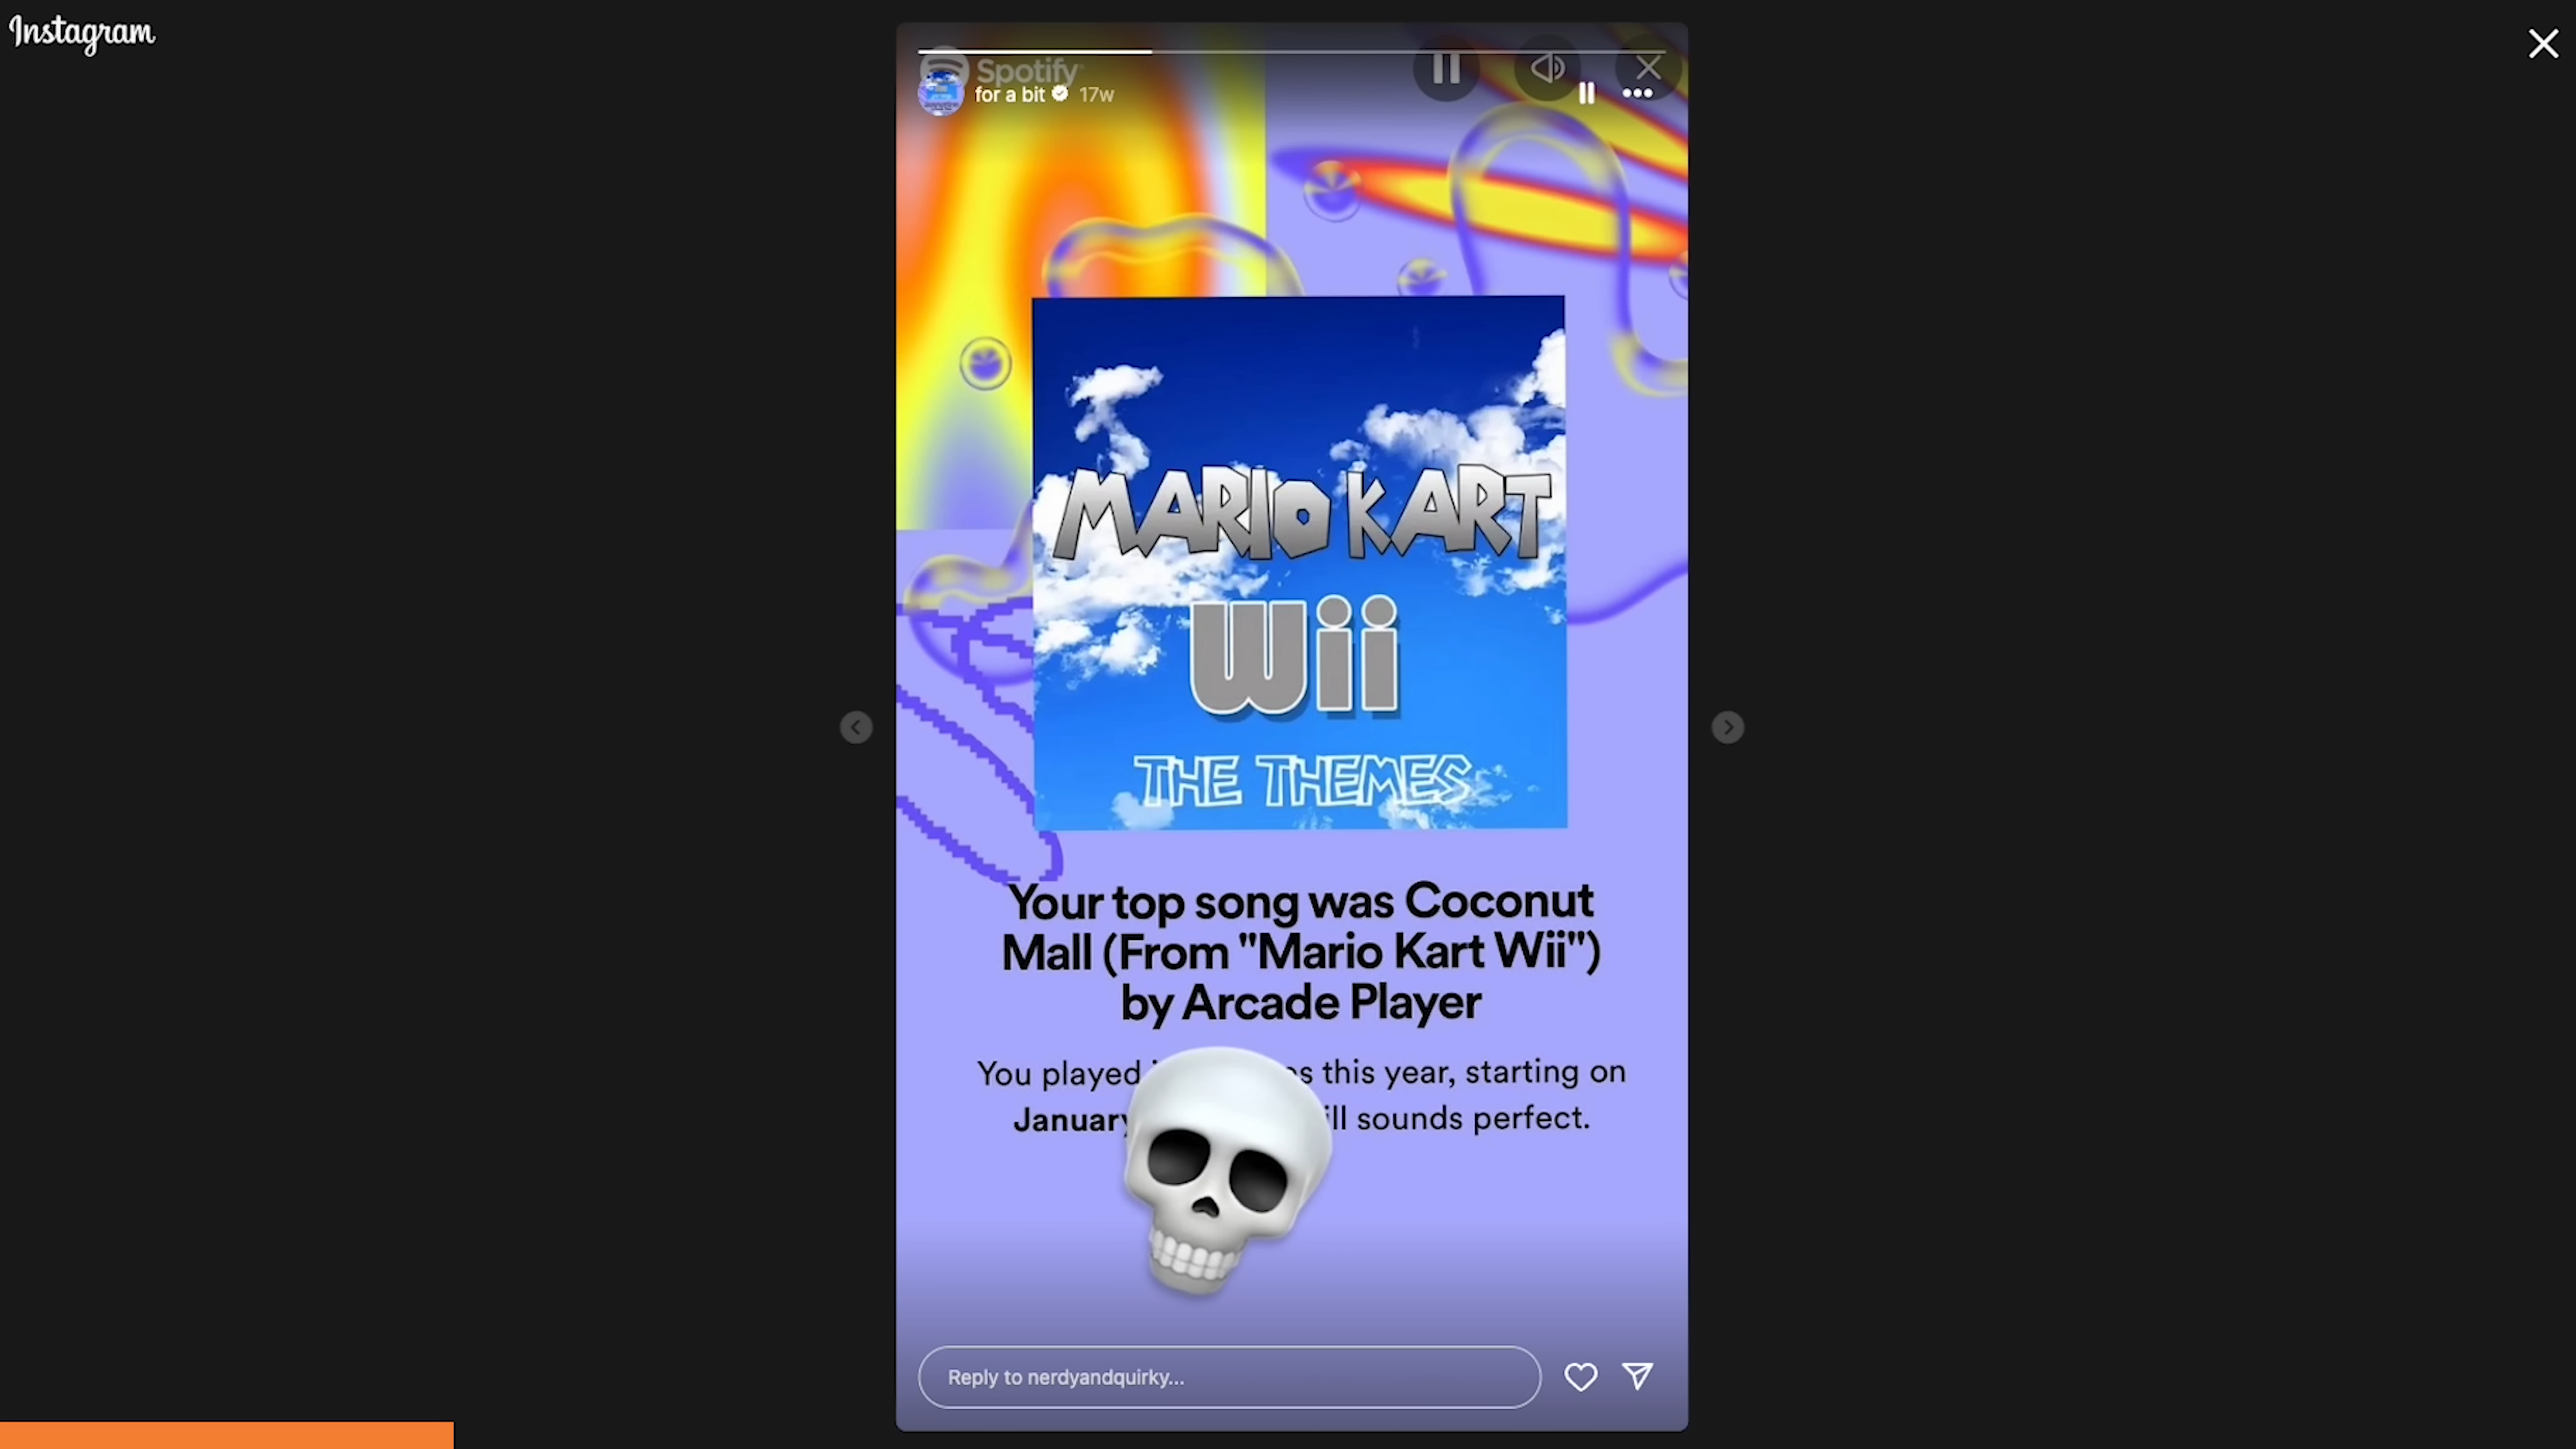 Instagram
Spotify
for a bit 17w
MARIO KART
Wii
THE THEMES
Your top song was Coconut
Mall (From "Mario Kart Wii")
by Arcade Player
You played this year, starting on
January sounds perfect.
Reply to nerdyandquirky...